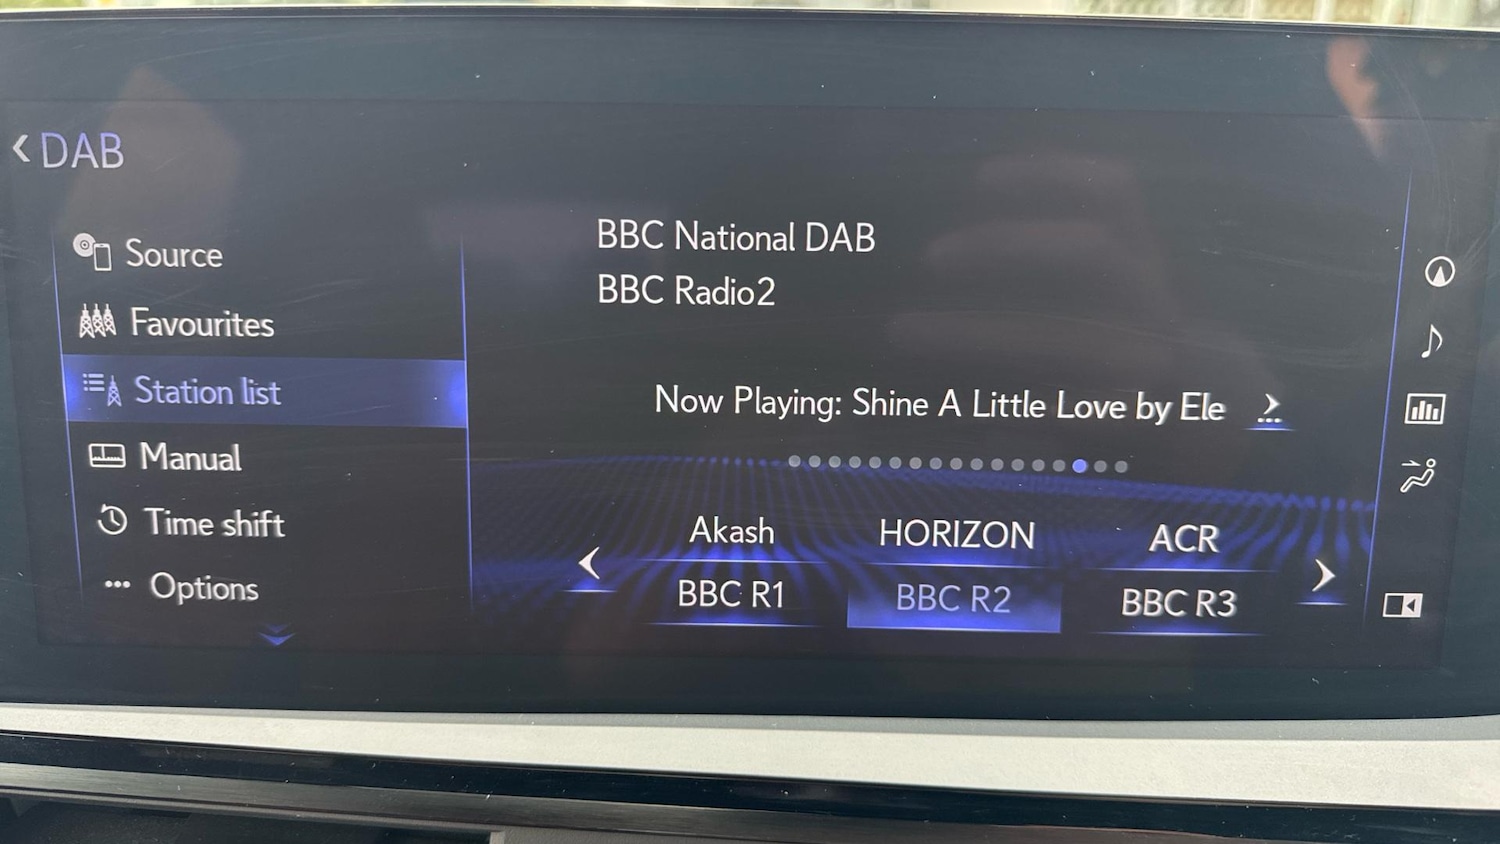 DAB
Source
Favourites
Station list
Manual
Time shift
Options
BBC National DAB
BBC Radio2
Now Playing: Shine A Little Love by Ele
Akash HORIZON ACR
BBC R1 BBC R2 BBC R3